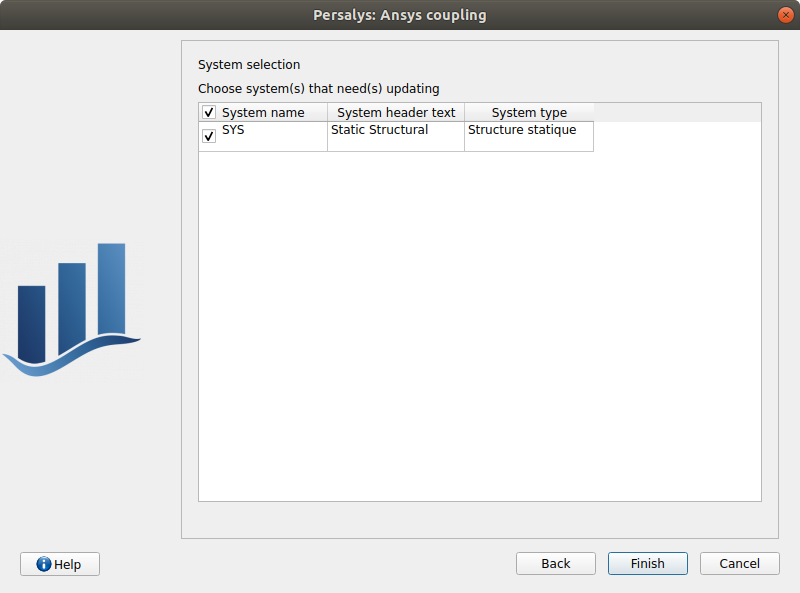 Persalys: Ansys coupling
System selection
Choose system(s) that need(s) updating
System name System header text System type
SYS Static Structural Structure statique
Help Back Finish Cancel